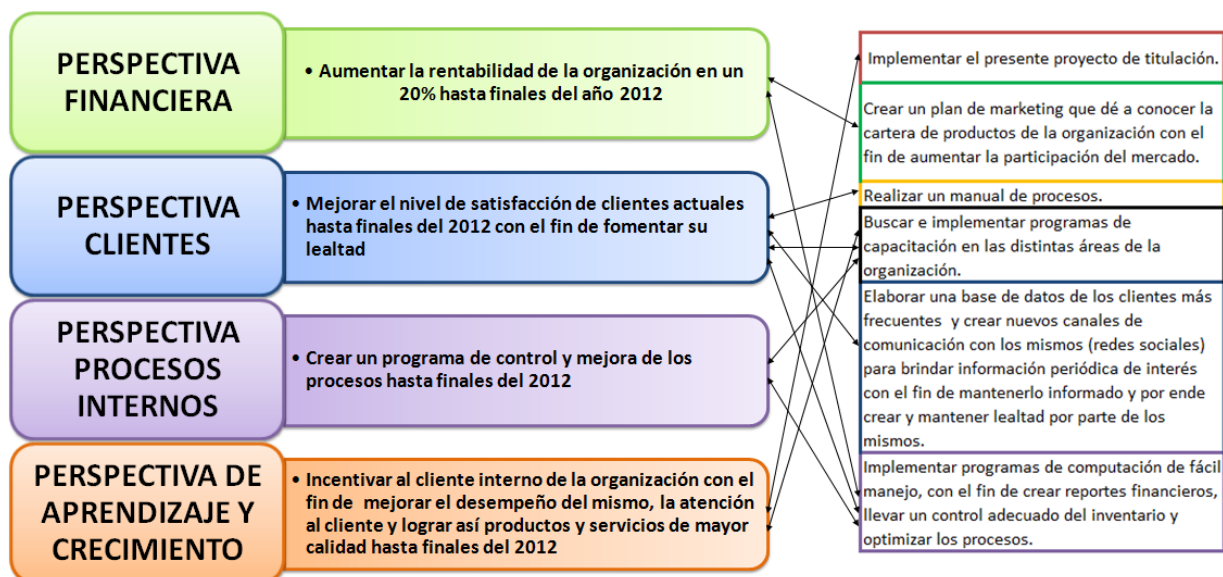 PERSPECTIVA
FINANCIERA
• Aumentar la rentabilidad de la organización en un
20% hasta finales del año 2012
PERSPECTIVA
CLIENTES
• Mejorar el nivel de satisfacción de clientes actuales
hasta finales del 2012 con el fin de fomentar su
lealtad
PERSPECTIVA
PROCESOS
INTERNOS
• Crear un programa de control y mejora de los
procesos hasta finales del 2012
PERSPECTIVA DE
APRENDIZAJE Y
CRECIMIENTO
• Incentivar al cliente interno de la organización con el
fin de mejorar el desempeño del mismo, la atención
al cliente y lograr así productos y servicios de mayor
calidad hasta finales del 2012
Implementar el presente proyecto de titulación.
Crear un plan de marketing que dé a conocer la
cartera de productos de la organización con el
fin de aumentar la participación del mercado.
Realizar un manual de procesos.
Buscar e implementar programas de
capacitación en las distintas áreas de la
organización.
Elaborar una base de datos de los clientes más
frecuentes y crear nuevos canales de
comunicación con los mismos (redes sociales)
para brindar información periódica de interés
con el fin de mantenerlo informado y por ende
crear y mantener lealtad por parte de los
mismos.
Implementar programas de computación de fácil
manejo, con el fin de crear reportes financieros,
llevar un control adecuado del inventario y
optimizar los procesos.